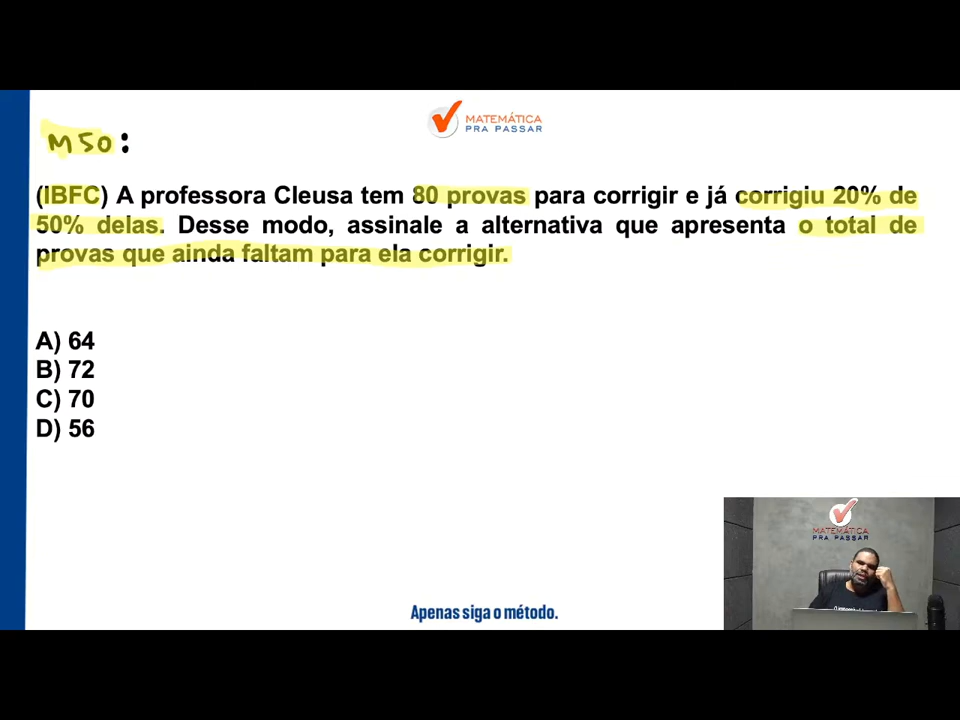 MATEMÁTICA
PRA PASSAR
M50:
(IBFC) A professora Cleusa tem 80 provas para corrigir e já corrigiu 20% de
50% delas. Desse modo, assinale a alternativa que apresenta o total de
provas que ainda faltam para ela corrigir.
A) 64
B) 72
C) 70
D) 56
MATEMÁTICA
PRA PASSAR
Apenas siga o método.